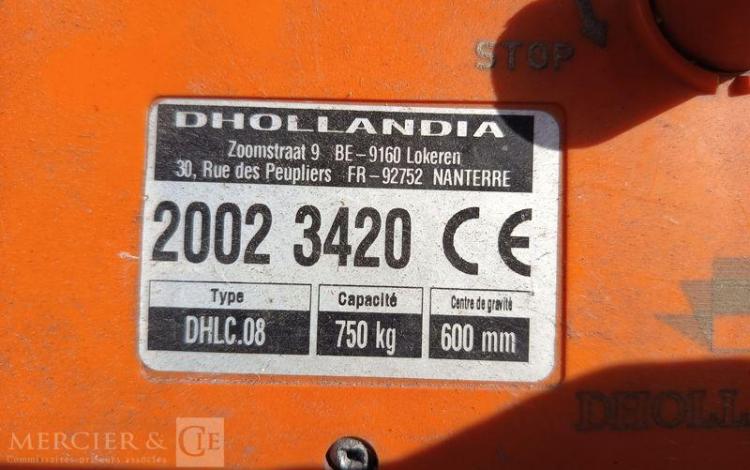 STOP
DHOLLANDIA
Zoomstraat 9 BE-9160 Lokeren
30, Rue des Peupliers FR-92752 NANTERRE
2002 3420 CE
Type Capacité Centre de gravité
DHLC.08 750 kg 600 mm
DHOLLA
MERCIER & CIE
Commissaires-priseurs associés